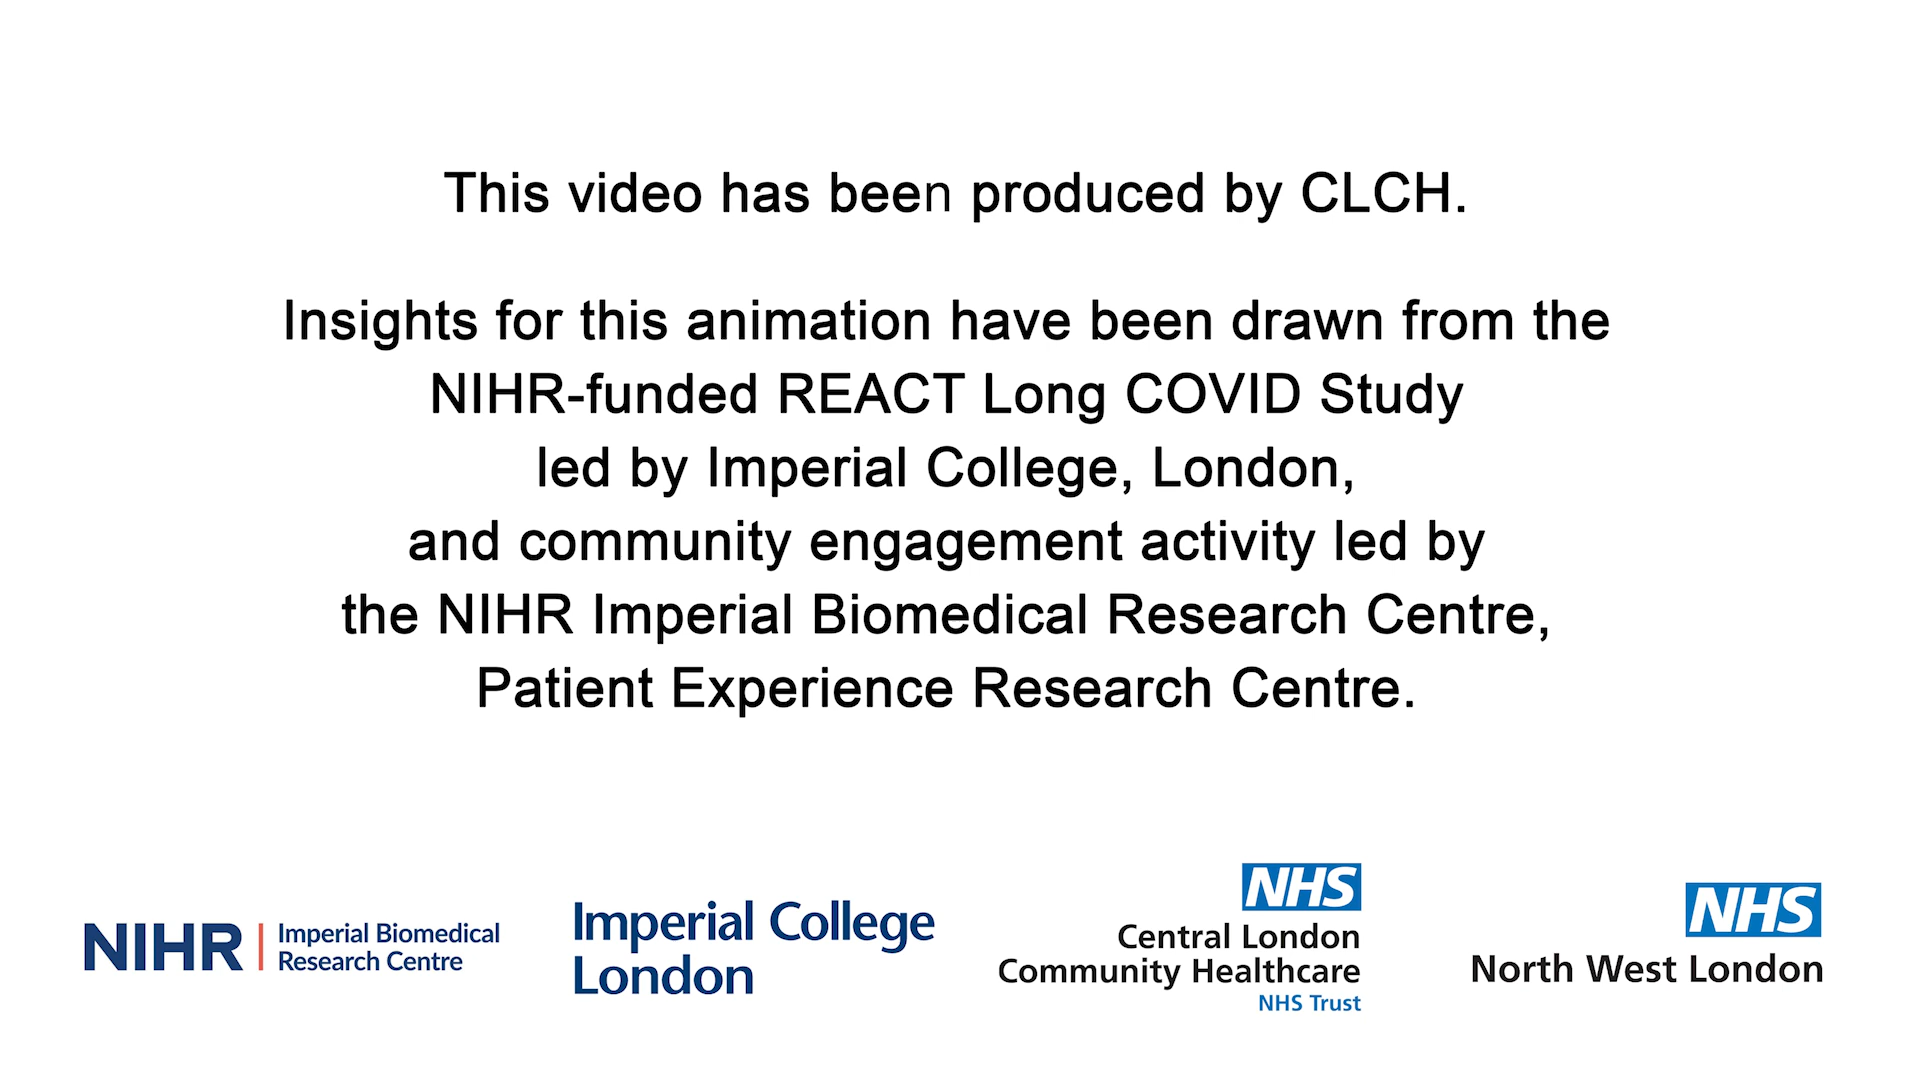 This video has been produced by CLCH.
Insights for this animation have been drawn from the
NIHR-funded REACT Long COVID Study
led by Imperial College, London,
and community engagement activity led by
the NIHR Imperial Biomedical Research Centre,
Patient Experience Research Centre.
NIHR | Imperial Biomedical
Research Centre
Imperial College
London
NHS
Central London
Community Healthcare
NHS Trust
NHS
North West London